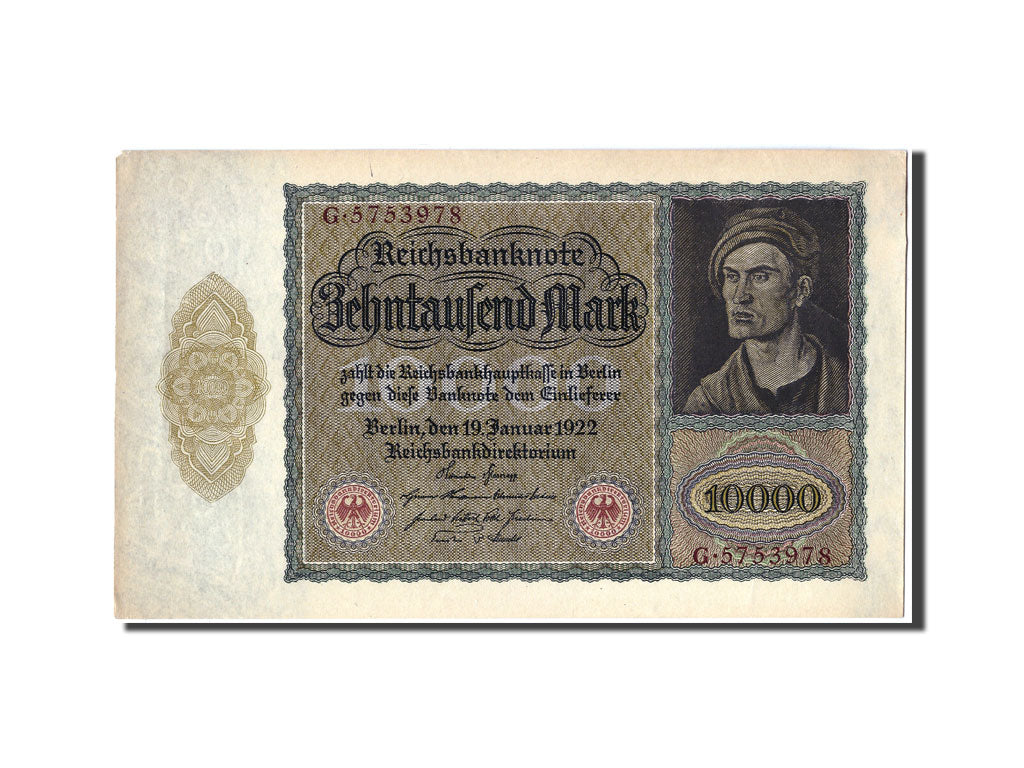 G·5753978
Reichsbanknote
Zehntauſend Mark
10000
zahlt die Reichsbankhauptkaſſe in Berlin
gegen dieſe Banknote dem Einlieferer
Berlin, den 19. Januar 1922
Reichsbankdirektorium
10000
G·5753978